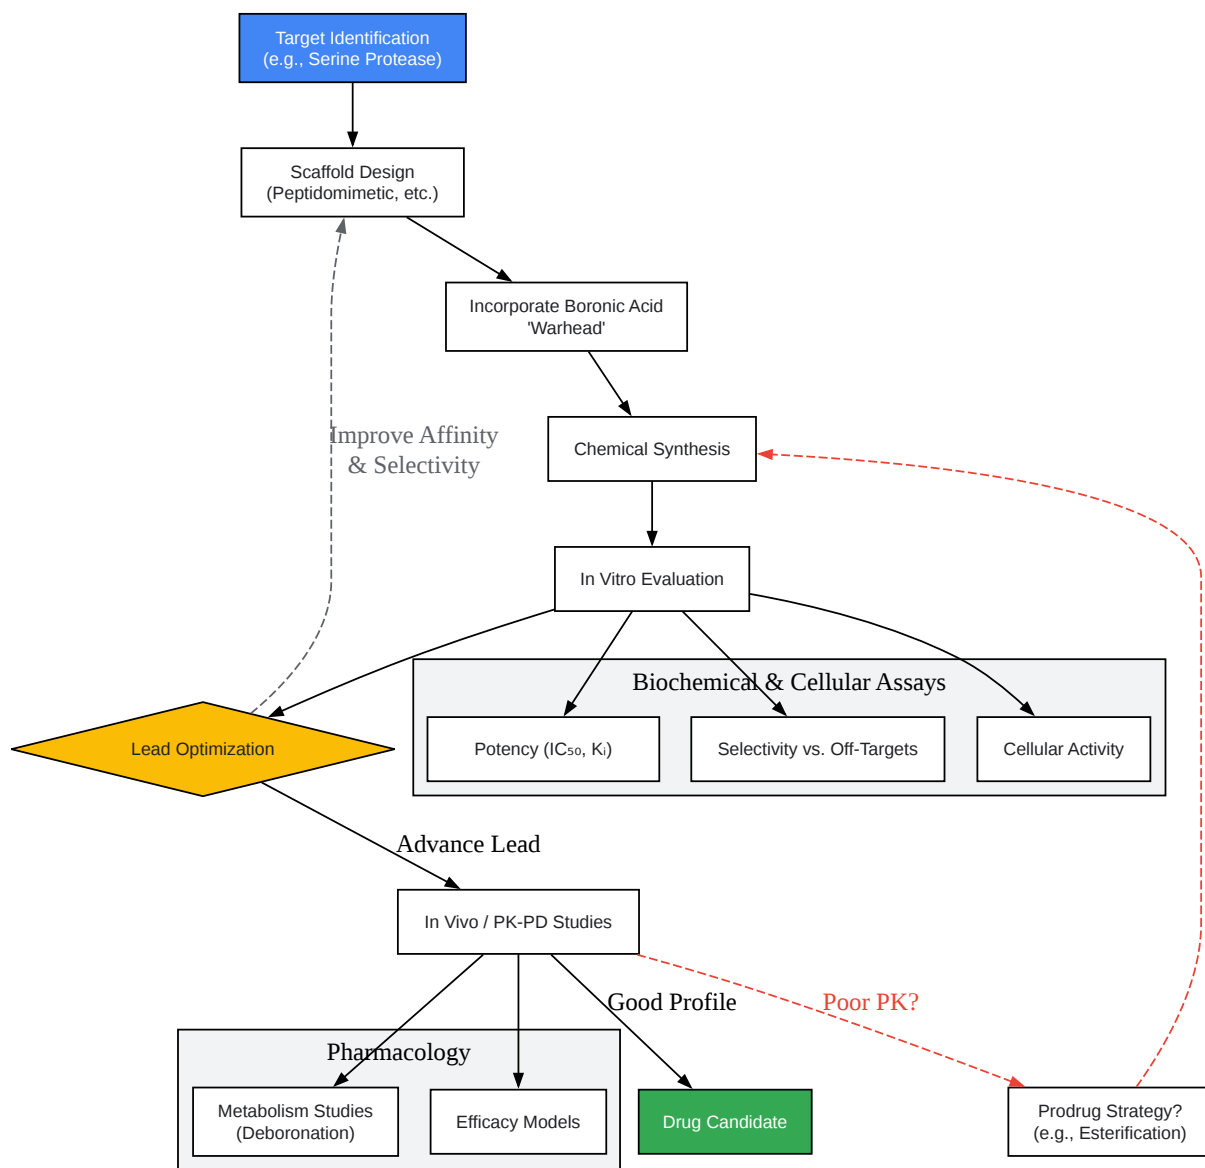 Target Identification
(e.g., Serine Protease)
Scaffold Design
(Peptidomimetic, etc.)
Incorporate Boronic Acid
'Warhead'
Improve Affinity
& Selectivity
Chemical Synthesis
In Vitro Evaluation
Biochemical & Cellular Assays
Lead Optimization
Potency (IC₅₀, Kᵢ)
Selectivity vs. Off-Targets
Cellular Activity
Advance Lead
In Vivo / PK-PD Studies
Good Profile
Poor PK?
Pharmacology
Metabolism Studies
(Deboronation)
Efficacy Models
Drug Candidate
Prodrug Strategy?
(e.g., Esterification)